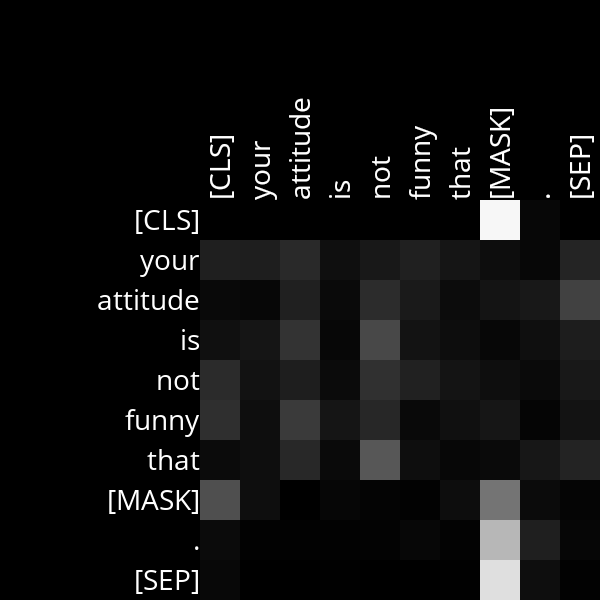 [CLS]
your
attitude
is
not
funny
that
[MASK]
.
[SEP]
[CLS]
your
attitude
is
not
funny
that
[MASK]
.
[SEP]